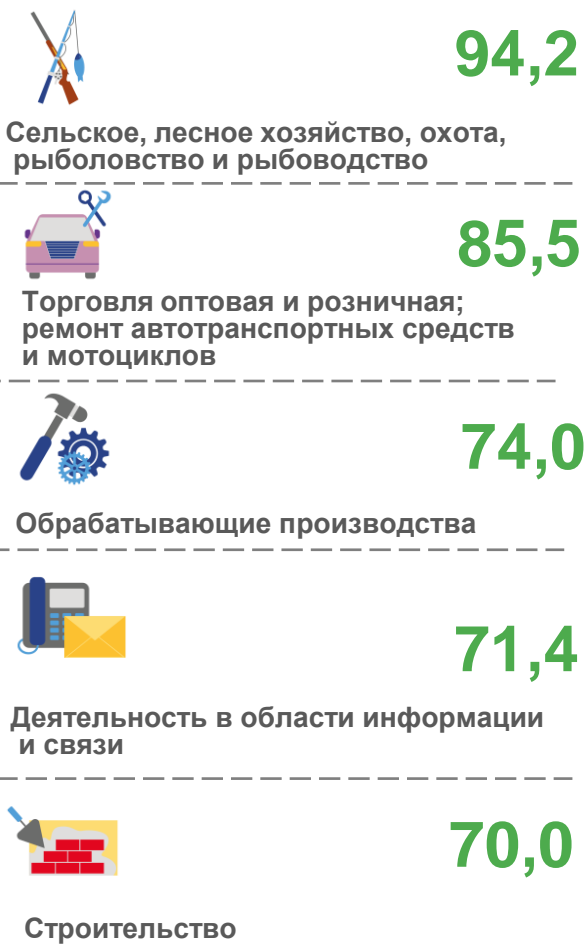 94,2
Сельское, лесное хозяйство, охота,
рыболовство и рыбоводство
85,5
Торговля оптовая и розничная;
ремонт автотранспортных средств
и мотоциклов
74,0
Обрабатывающие производства
71,4
Деятельность в области информации
и связи
70,0
Строительство